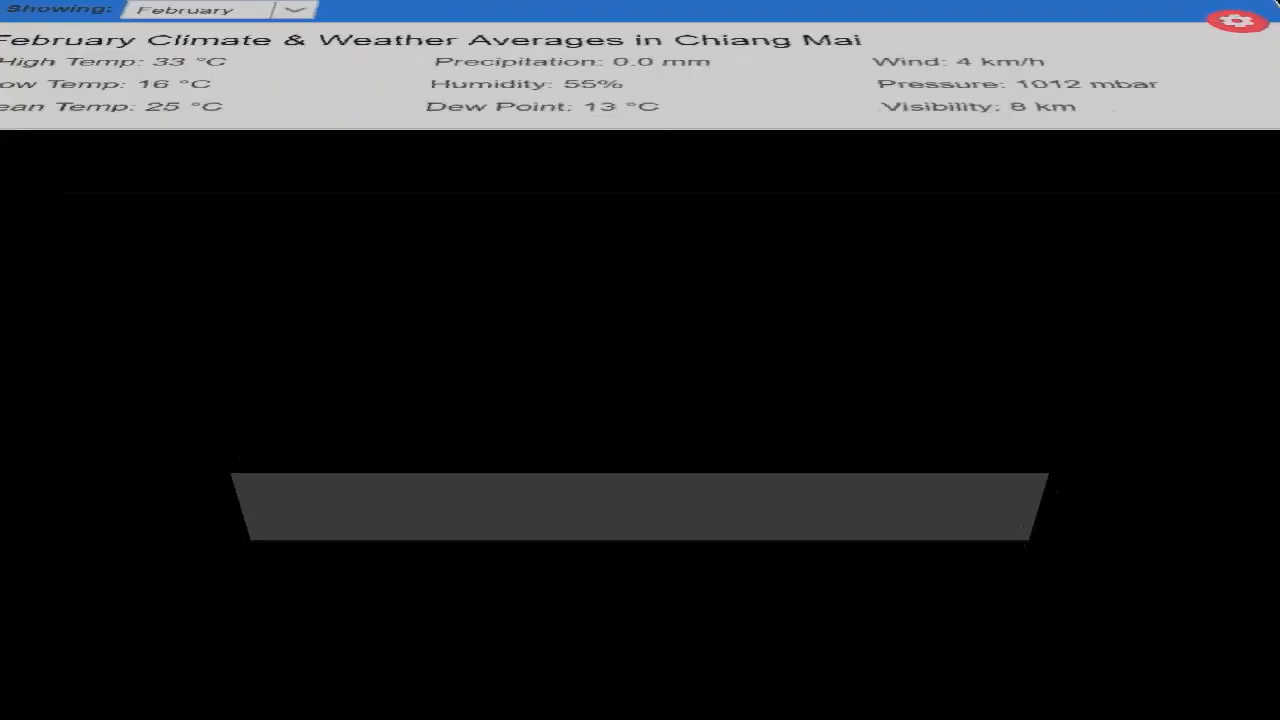 Showing: February
February Climate & Weather Averages in Chiang Mai
High Temp: 33 °C Precipitation: 0.0 mm Wind: 4 km/h
ow Temp: 16 °C Humidity: 55% Pressure: 1012 mbar
ean Temp: 25 °C Dew Point: 13 °C Visibility: 8 km